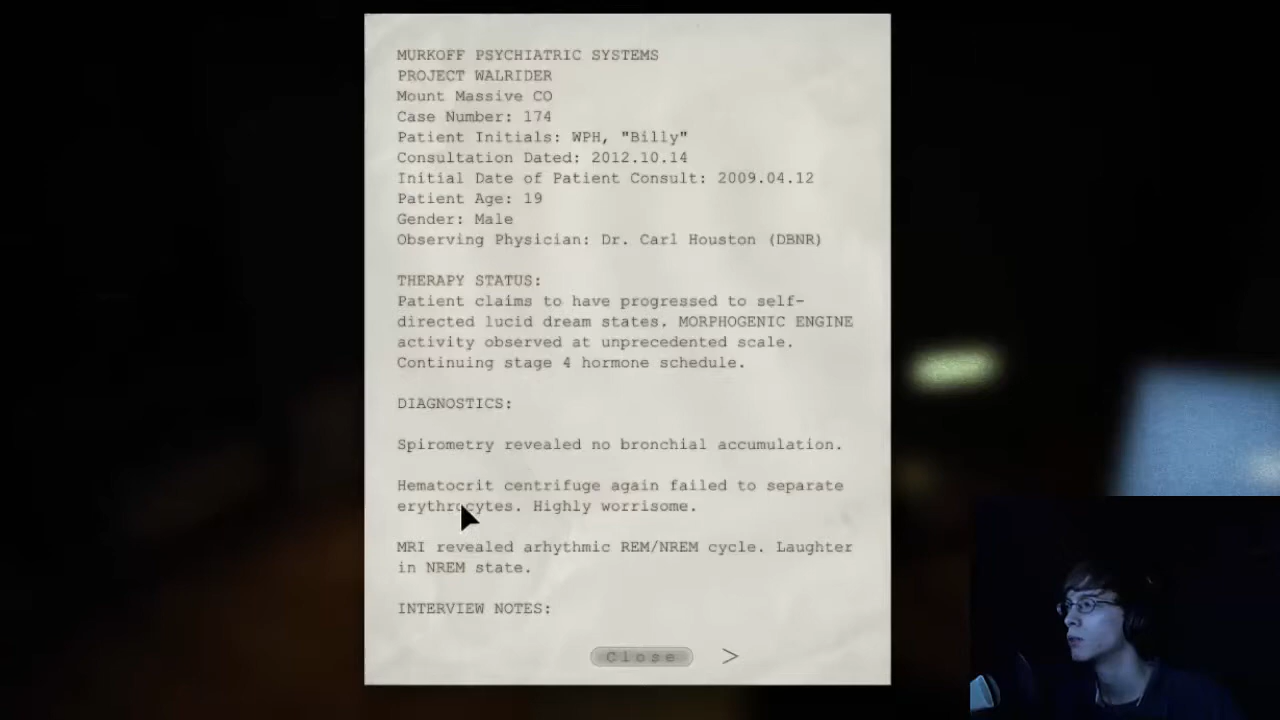 MURKOFF PSYCHIATRIC SYSTEMS
PROJECT WALRIDER
Mount Massive CO
Case Number: 174
Patient Initials: WPH, "Billy"
Consultation Dated: 2012.10.14
Initial Date of Patient Consult: 2009.04.12
Patient Age: 19
Gender: Male
Observing Physician: Dr. Carl Houston (DBNR)
THERAPY STATUS:
Patient claims to have progressed to self-
directed lucid dream states. MORPHOGENIC ENGINE
activity observed at unprecedented scale.
Continuing stage 4 hormone schedule.
DIAGNOSTICS:
Spirometry revealed no bronchial accumulation.
Hematocrit centrifuge again failed to separate
erythrocytes. Highly worrisome.
MRI revealed arhythmic REM/NREM cycle. Laughter
in NREM state.
INTERVIEW NOTES:
Close >